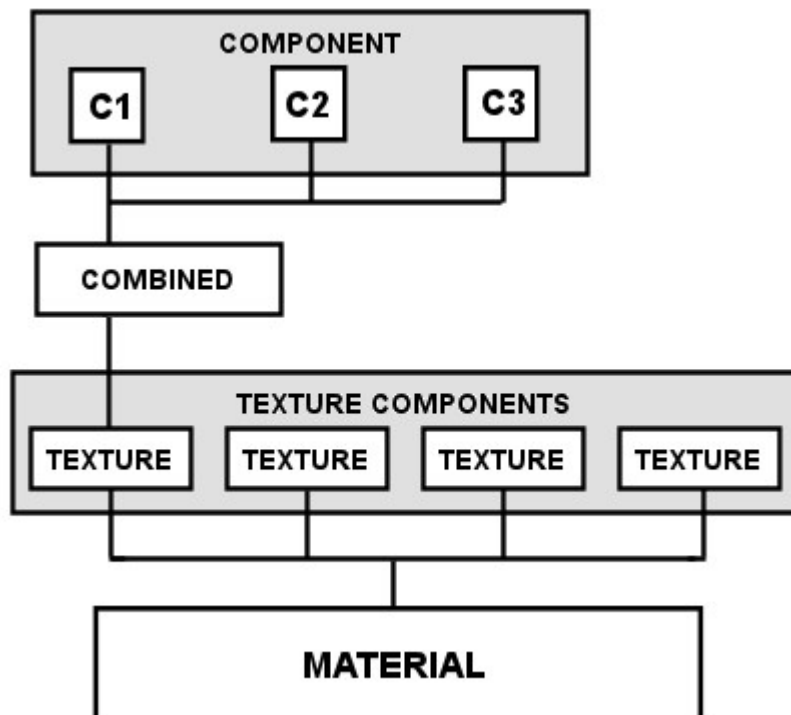 COMPONENT
C1 C2 C3
COMBINED
TEXTURE COMPONENTS
TEXTURE TEXTURE TEXTURE TEXTURE
MATERIAL